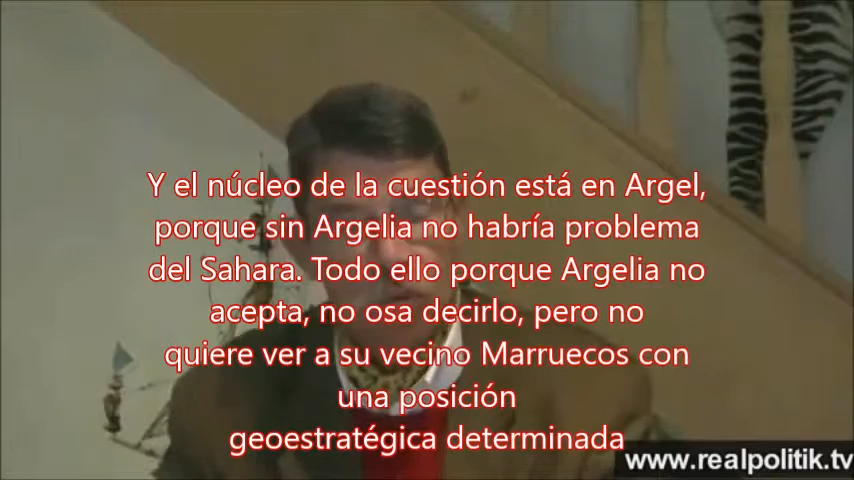 Y el núcleo de la cuestión está en Argel,
porque sin Argelia no habría problema
del Sahara. Todo ello porque Argelia no
acepta, no osa decirlo, pero no
quiere ver a su vecino Marruecos con
una posición
geoestratégica determinada
www.realpolitik.tv